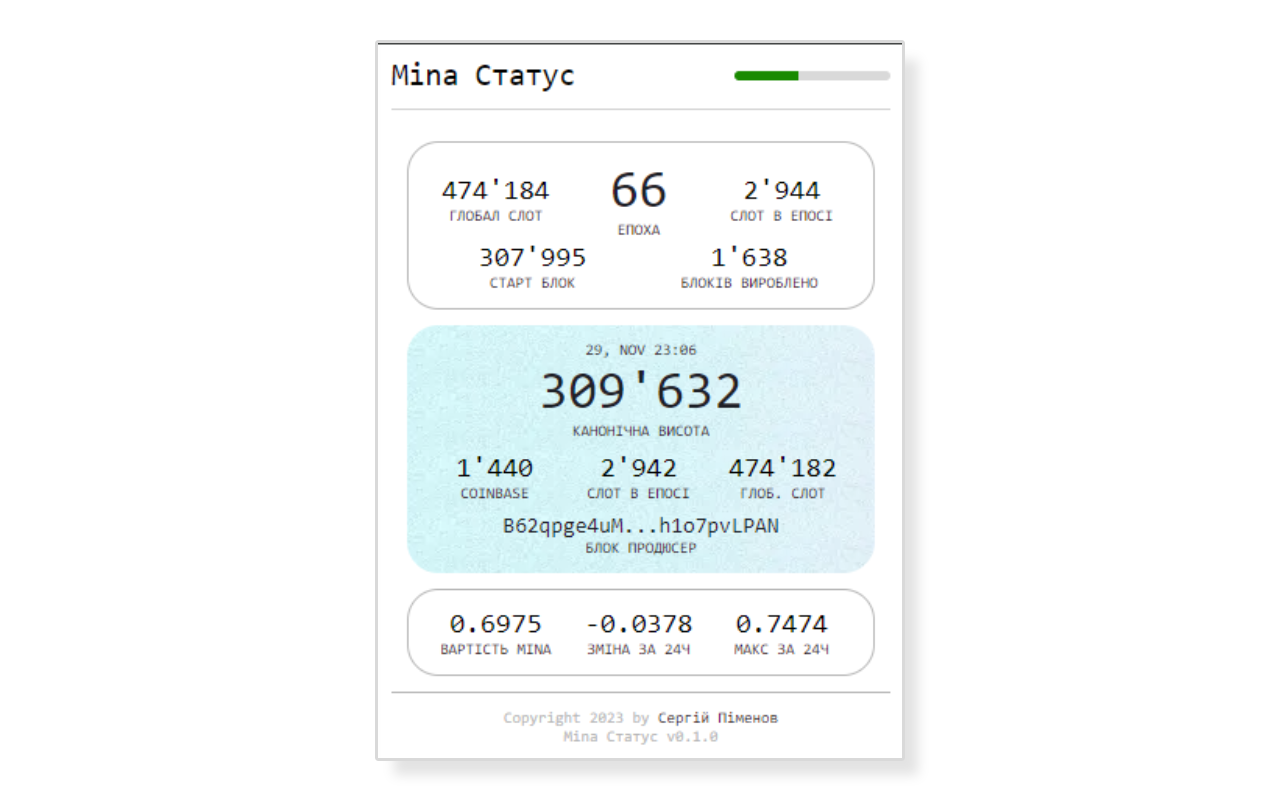 Mina Статус
474'184 66 2'944
ГЛОБАЛ СЛОТ ЕПОХА СЛОТ В ЕПОСІ
307'995 1'638
СТАРТ БЛОК БЛОКІВ ВИРОБЛЕНО
29, NOV 23:06
309'632
КАНОНІЧНА ВИСОТА
1'440 2'942 474'182
COINBASE СЛОТ В ЕПОСІ ГЛОБ. СЛОТ
B62qpge4uM...h1o7pvLPAN
БЛОК ПРОДЮСЕР
0.6975 -0.0378 0.7474
ВАРТІСТЬ MINA ЗМІНА ЗА 24Ч МАКС ЗА 24Ч
Copyright 2023 by Сергій Піменов
Mina Статус v0.1.0